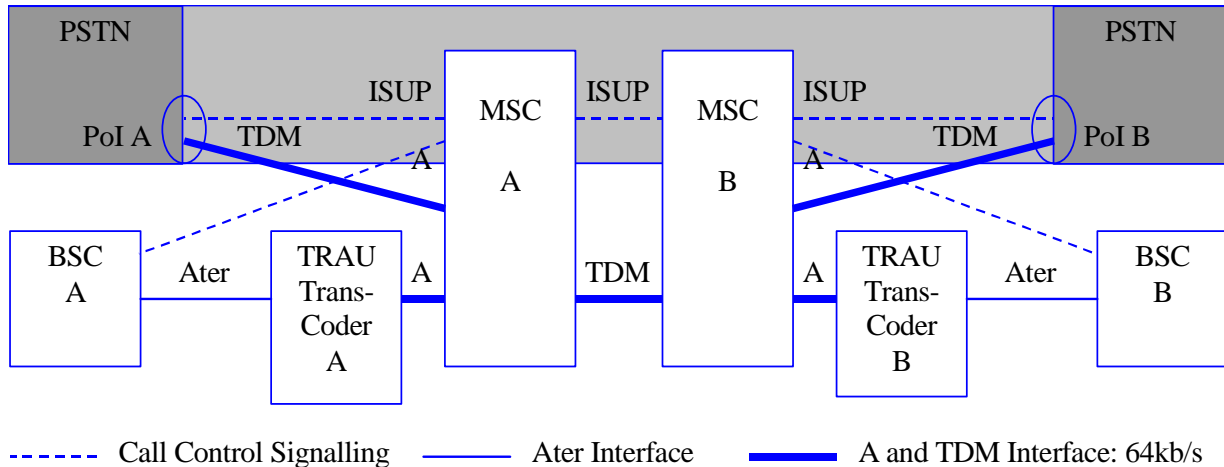 PSTN
PSTN
ISUP
ISUP
ISUP
MSC
A
MSC
B
PoI A
TDM
TDM
PoI B
A
A
BSC
A
Ater
TRAU
Trans-
Coder
A
A
TDM
A
TRAU
Trans-
Coder
B
Ater
BSC
B
Call Control Signalling
Ater Interface
A and TDM Interface: 64kb/s